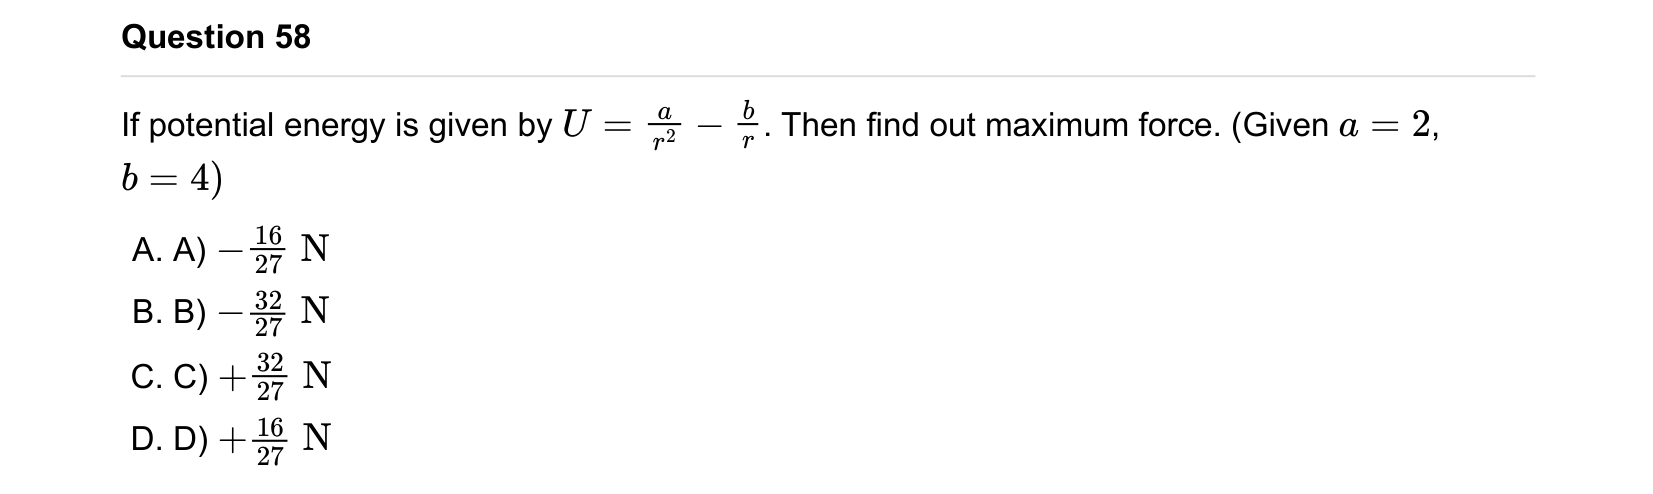 Question 58
If potential energy is given by $U = \frac{a}{r^2} - \frac{b}{r}$. Then find out maximum force. (Given $a = 2$,
$b = 4$)
A. A) $-\frac{16}{27}$ N
B. B) $-\frac{32}{27}$ N
C. C) $+\frac{32}{27}$ N
D. D) $+\frac{16}{27}$ N